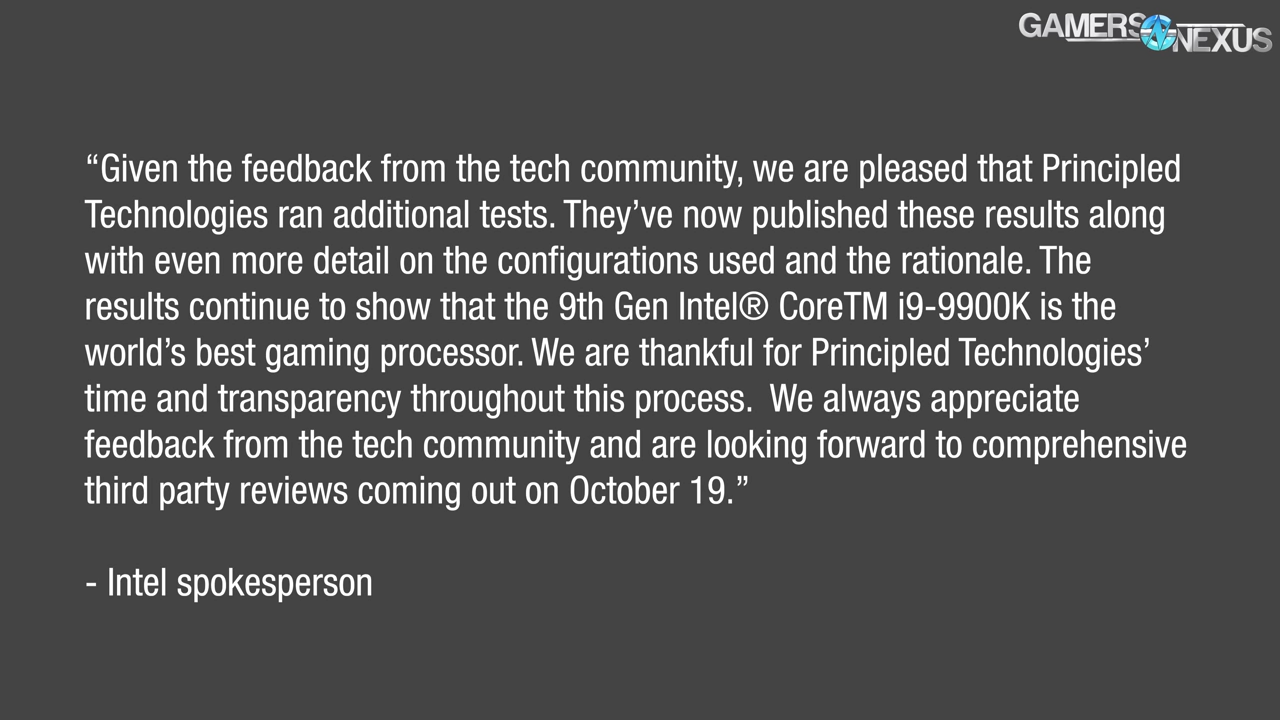 GAMERS NEXUS
“Given the feedback from the tech community, we are pleased that Principled
Technologies ran additional tests. They’ve now published these results along
with even more detail on the configurations used and the rationale. The
results continue to show that the 9th Gen Intel® CoreTM i9-9900K is the
world’s best gaming processor. We are thankful for Principled Technologies’
time and transparency throughout this process.  We always appreciate
feedback from the tech community and are looking forward to comprehensive
third party reviews coming out on October 19.”
- Intel spokesperson